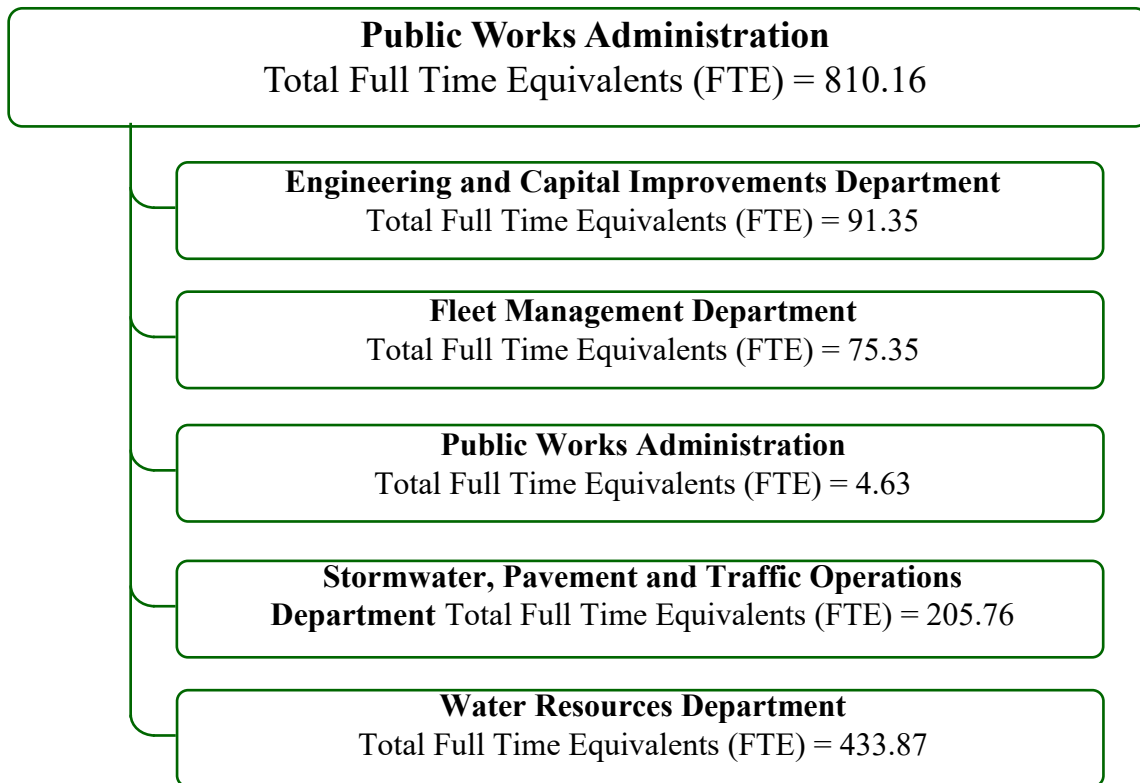 Public Works Administration
Total Full Time Equivalents (FTE) = 810.16
Engineering and Capital Improvements Department
Total Full Time Equivalents (FTE) = 91.35
Fleet Management Department
Total Full Time Equivalents (FTE) = 75.35
Public Works Administration
Total Full Time Equivalents (FTE) = 4.63
Stormwater, Pavement and Traffic Operations
Department Total Full Time Equivalents (FTE) = 205.76
Water Resources Department
Total Full Time Equivalents (FTE) = 433.87